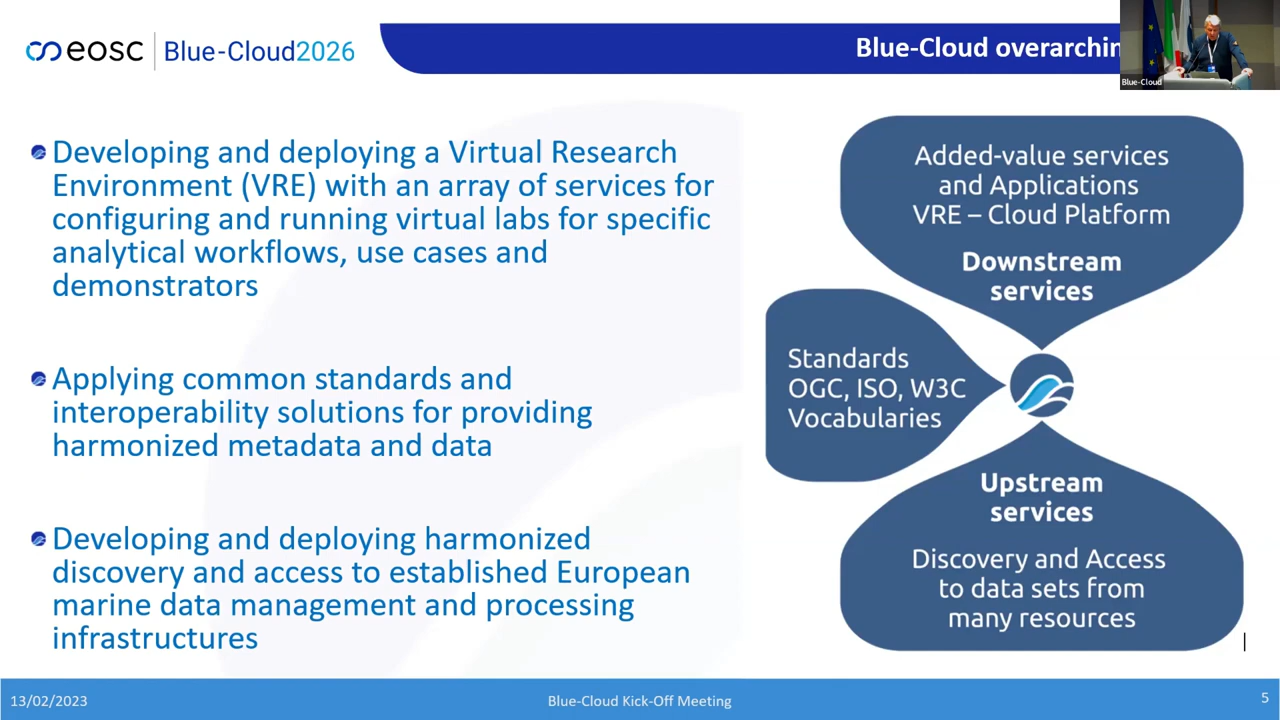 eosc
Blue-Cloud2026
Blue-Cloud overarchin
Blue-Cloud
Developing and deploying a Virtual Research
Environment (VRE) with an array of services for
configuring and running virtual labs for specific
analytical workflows, use cases and
demonstrators
Applying common standards and
interoperability solutions for providing
harmonized metadata and data
Developing and deploying harmonized
discovery and access to established European
marine data management and processing
infrastructures
Added-value services
and Applications
VRE – Cloud Platform
Downstream
services
Standards
OGC, ISO, W3C
Vocabularies
Upstream
services
Discovery and Access
to data sets from
many resources
13/02/2023
Blue-Cloud Kick-Off Meeting
5